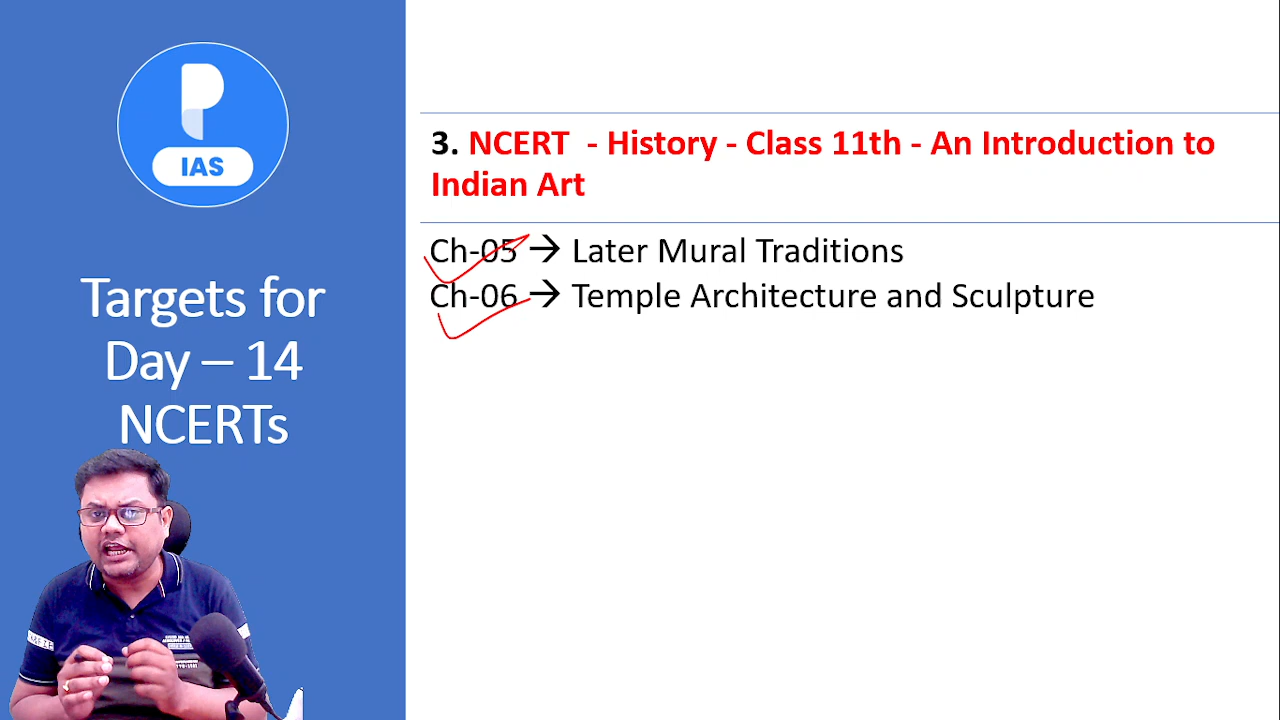 IAS
Targets for
Day – 14
NCERTs
3. NCERT - History - Class 11th - An Introduction to
Indian Art
Ch-05 → Later Mural Traditions
Ch-06 → Temple Architecture and Sculpture